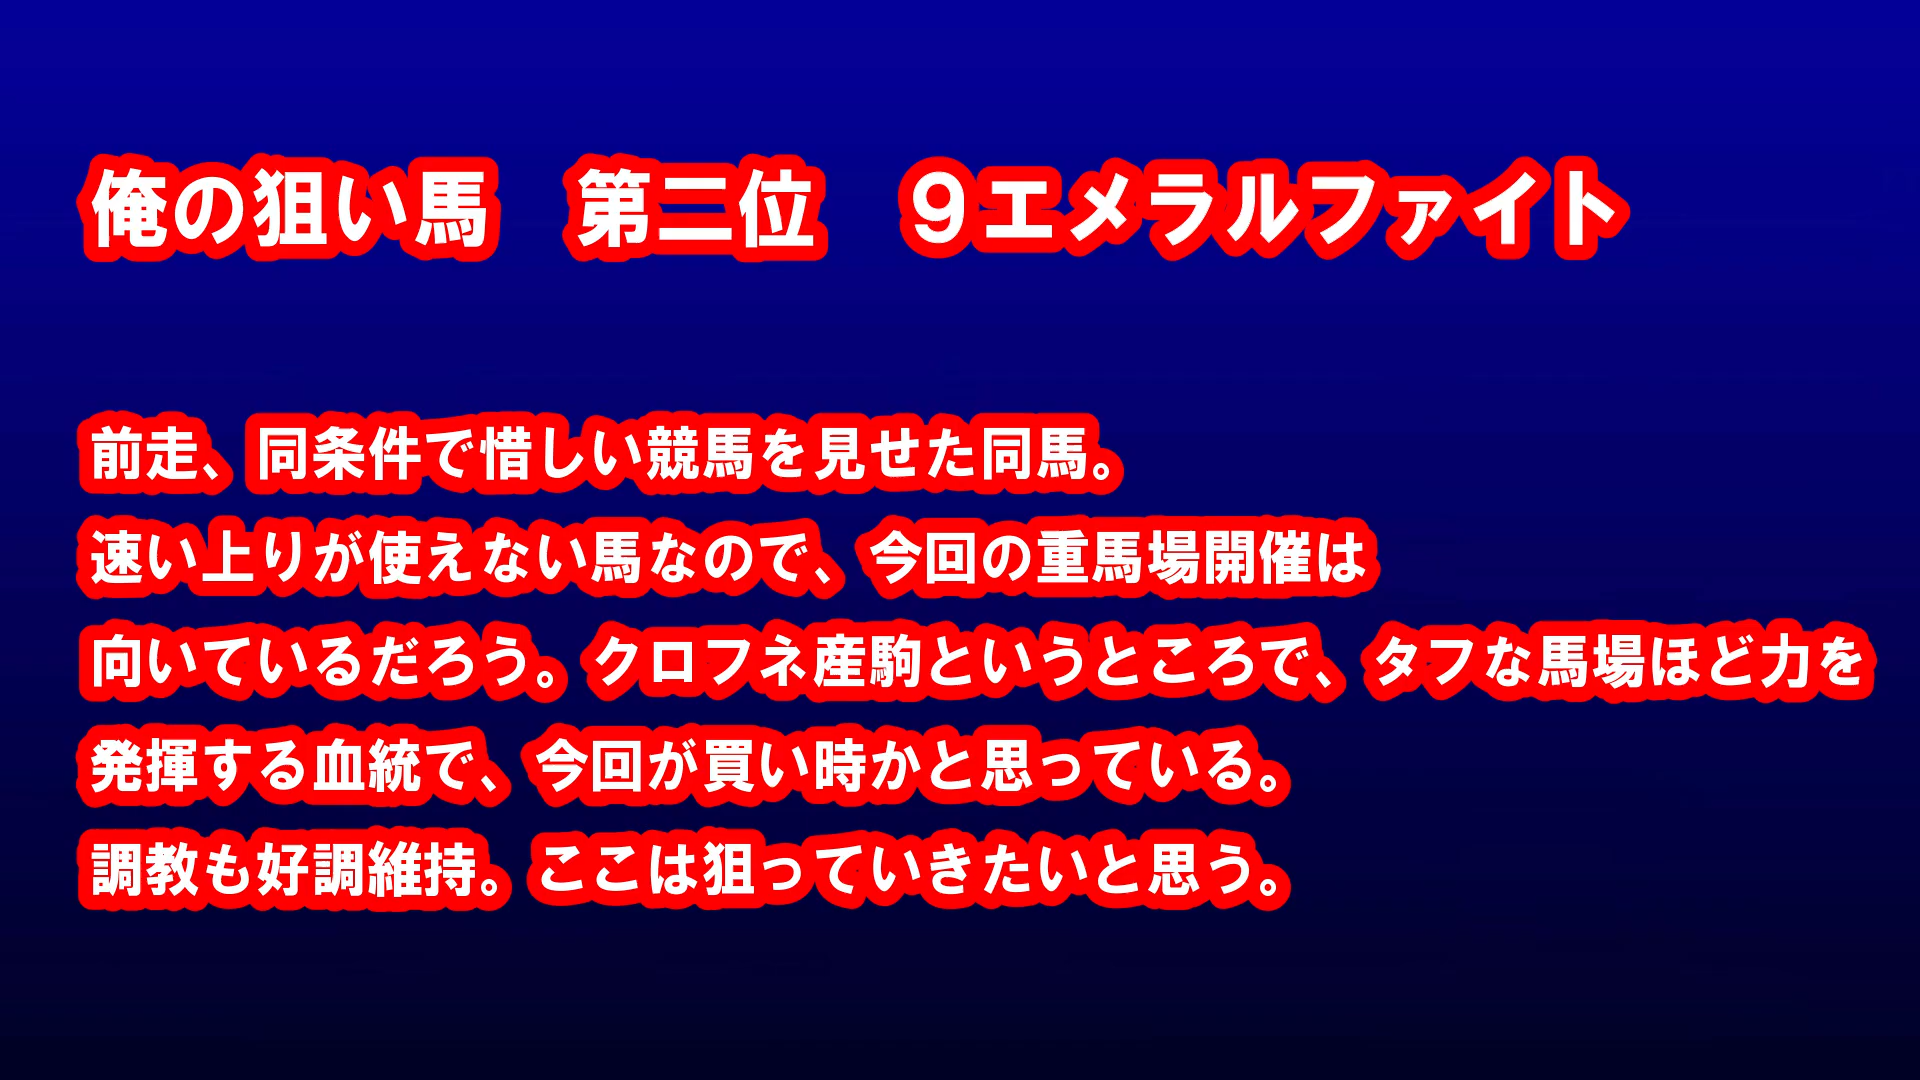 俺の狙い馬　第二位　９エメラルファイト
前走、同条件で惜しい競馬を見せた同馬。
速い上りが使えない馬なので、今回の重馬場開催は
向いているだろう。クロフネ産駒というところで、タフな馬場ほど力を
発揮する血統で、今回が買い時かと思っている。
調教も好調維持。ここは狙っていきたいと思う。